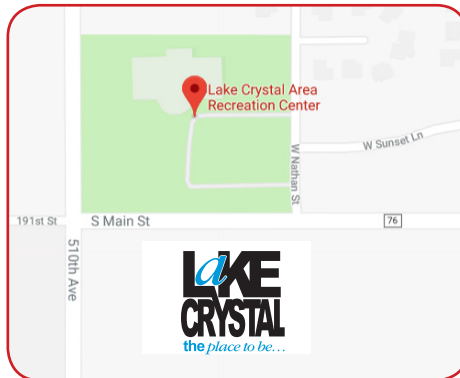 Lake Crystal Area
Recreation Center
W Sunset Ln
W Nathan St
191st St
S Main St
76
510th Ave
LaKE
CRYSTAL
the place to be...